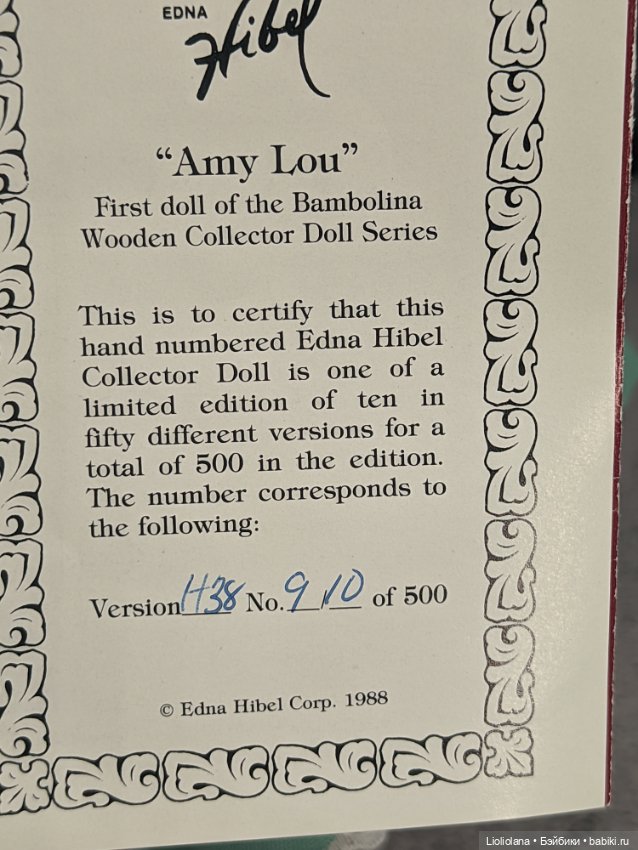 EDNA
Hibel
“Amy Lou”
First doll of the Bambolina
Wooden Collector Doll Series
This is to certify that this
hand numbered Edna Hibel
Collector Doll is one of a
limited edition of ten in
fifty different versions for a
total of 500 in the edition.
The number corresponds to
the following:
Version H38 No. 9/10 of 500
© Edna Hibel Corp. 1988
Lioliolana • Бэйбики • babiki.ru